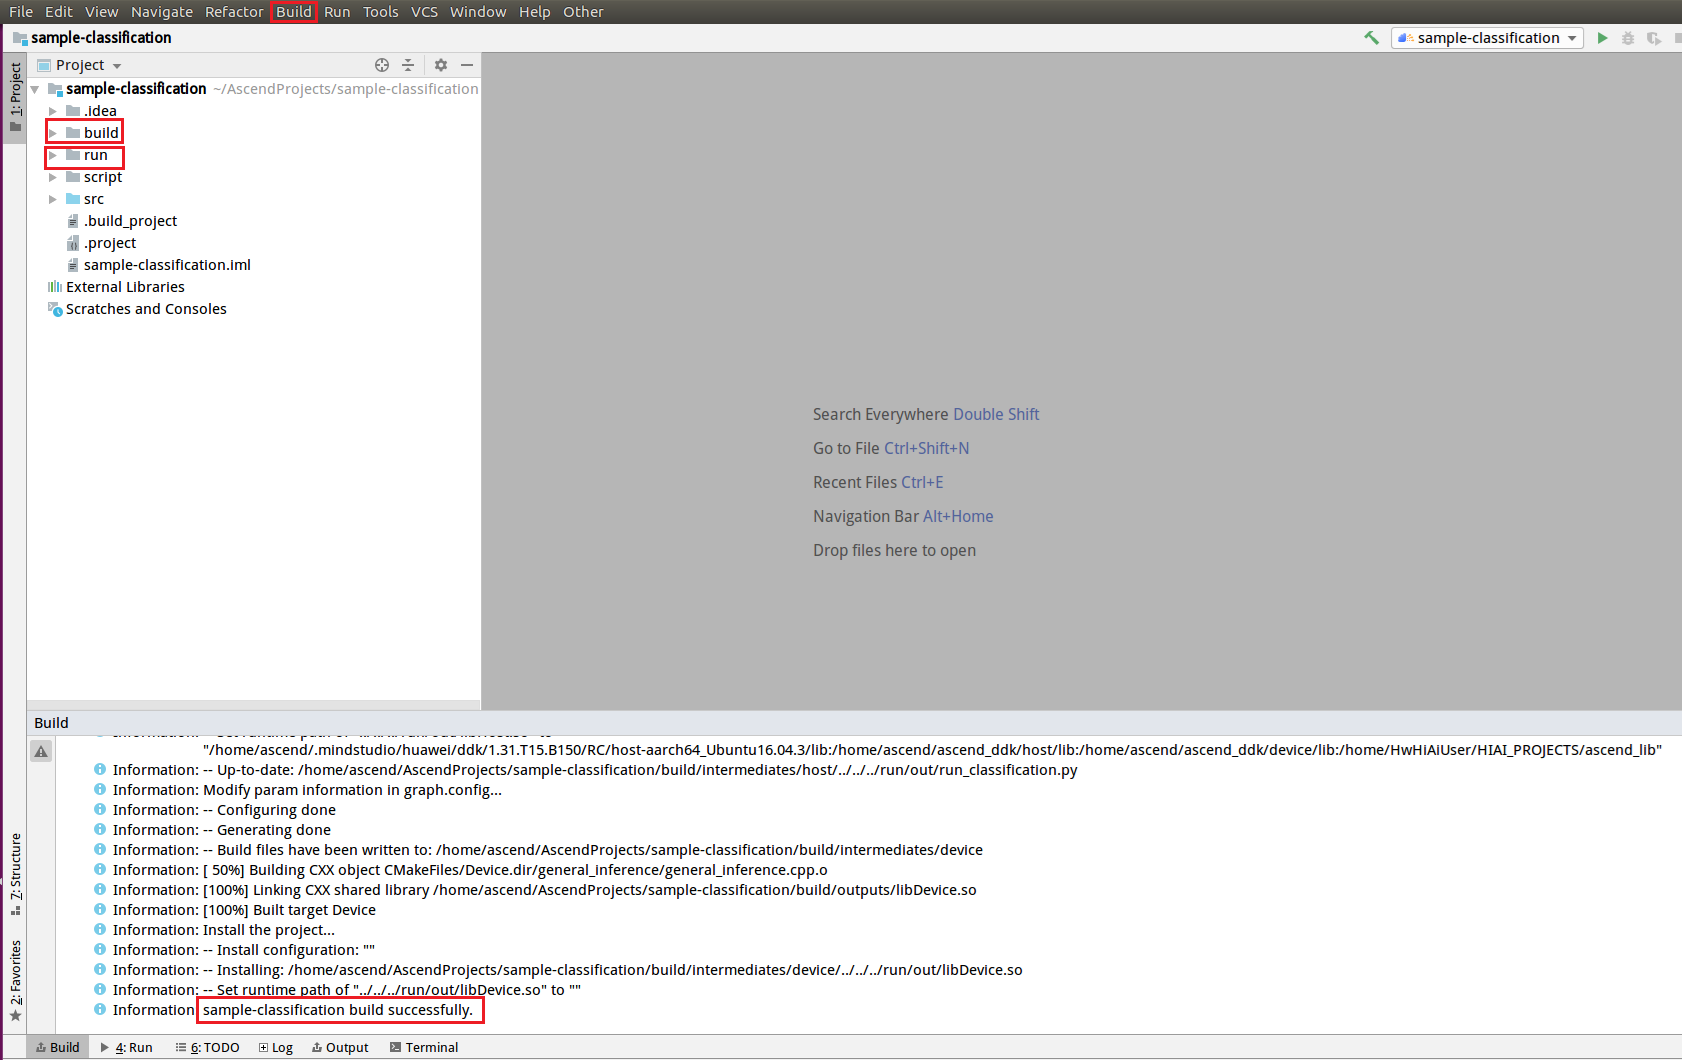 File Edit View Navigate Refactor Build Run Tools VCS Window Help Other
sample-classification
sample-classification
1: Project
Project
sample-classification ~/AscendProjects/sample-classification
.idea
build
run
script
src
.build_project
.project
sample-classification.iml
External Libraries
Scratches and Consoles
Search Everywhere Double Shift
Go to File Ctrl+Shift+N
Recent Files Ctrl+E
Navigation Bar Alt+Home
Drop files here to open
Build
"/home/ascend/.mindstudio/huawei/ddk/1.31.T15.B150/RC/host-aarch64_Ubuntu16.04.3/lib:/home/ascend/ascend_ddk/host/lib:/home/ascend/ascend_ddk/device/lib:/home/HwHiAiUser/HIAI_PROJECTS/ascend_lib"
Information: -- Up-to-date: /home/ascend/AscendProjects/sample-classification/build/intermediates/host/../../../run/out/run_classification.py
Information: Modify param information in graph.config...
Information: -- Configuring done
Information: -- Generating done
Information: -- Build files have been written to: /home/ascend/AscendProjects/sample-classification/build/intermediates/device
Information: [ 50%] Building CXX object CMakeFiles/Device.dir/general_inference/general_inference.cpp.o
Information: [100%] Linking CXX shared library /home/ascend/AscendProjects/sample-classification/build/outputs/libDevice.so
Information: [100%] Built target Device
Information: Install the project...
Information: -- Install configuration: ""
Information: -- Installing: /home/ascend/AscendProjects/sample-classification/build/intermediates/device/../../../run/out/libDevice.so
Information: -- Set runtime path of "../../../run/out/libDevice.so" to ""
Information: sample-classification build successfully.
Z: Structure
2: Favorites
Build 4: Run 6: TODO Log Output Terminal